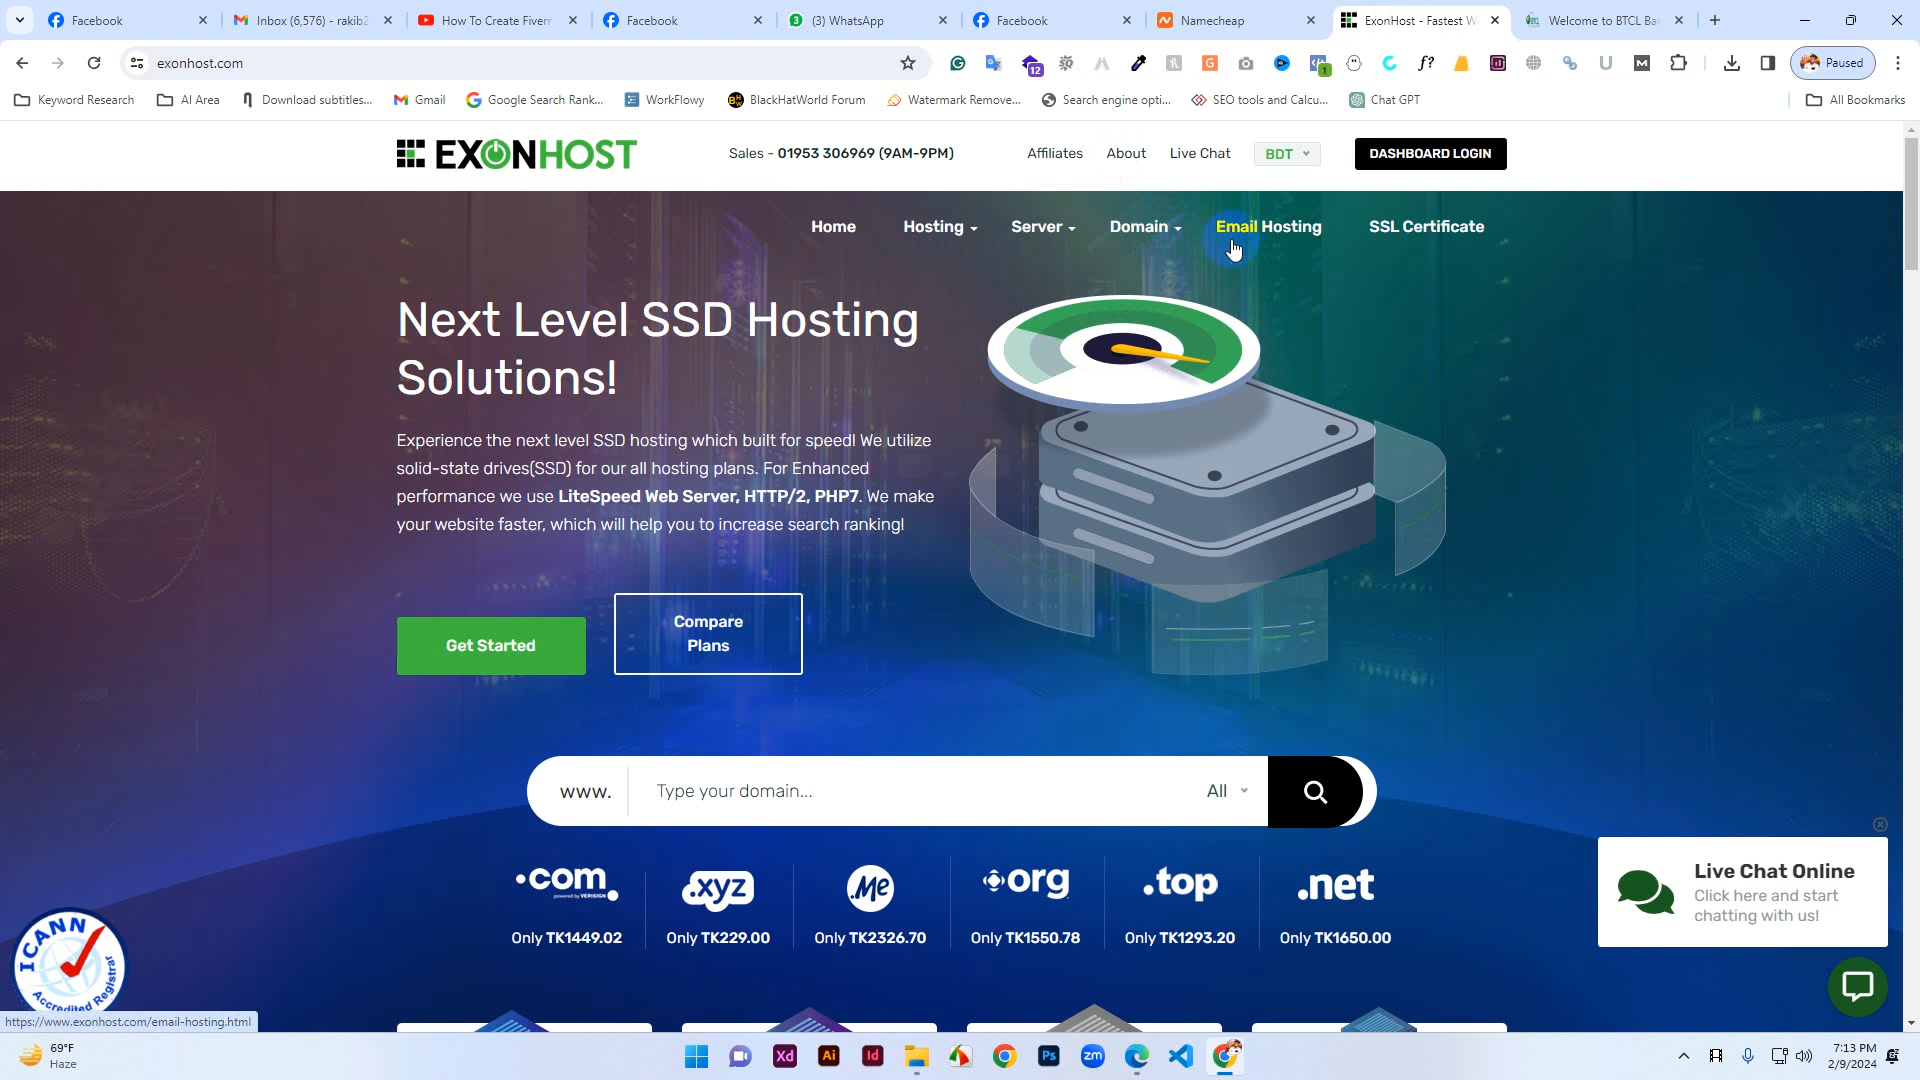 Facebook
Inbox (6,576) - rakib2
How To Create Fiverr
Facebook
(3) WhatsApp
Facebook
Namecheap
ExonHost - Fastest W
Welcome to BTCL Ba
exonhost.com
12
1
Paused
Keyword Research
AI Area
Download subtitles...
Gmail
Google Search Rank...
WorkFlowy
BlackHatWorld Forum
Watermark Remove...
Search engine opti...
SEO tools and Calcu...
Chat GPT
All Bookmarks
EXONHOST
Sales - 01953 306969 (9AM-9PM)
Affiliates
About
Live Chat
BDT
DASHBOARD LOGIN
Home
Hosting
Server
Domain
Email Hosting
SSL Certificate
Next Level SSD Hosting
Solutions!
Experience the next level SSD hosting which built for speed! We utilize
solid-state drives(SSD) for our all hosting plans. For Enhanced
performance we use LiteSpeed Web Server, HTTP/2, PHP7. We make
your website faster, which will help you to increase search ranking!
Get Started
Compare
Plans
www.
Type your domain...
All
.com
powered by VERISIGN
.xyz
.Me
.org
.top
.net
Only TK1449.02
Only TK229.00
Only TK2326.70
Only TK1550.78
Only TK1293.20
Only TK1650.00
Live Chat Online
Click here and start
chatting with us!
ICANN
Accredited Registrar
https://www.exonhost.com/email-hosting.html
69°F
Haze
Xd
Ai
Id
Ps
zm
7:13 PM
2/9/2024